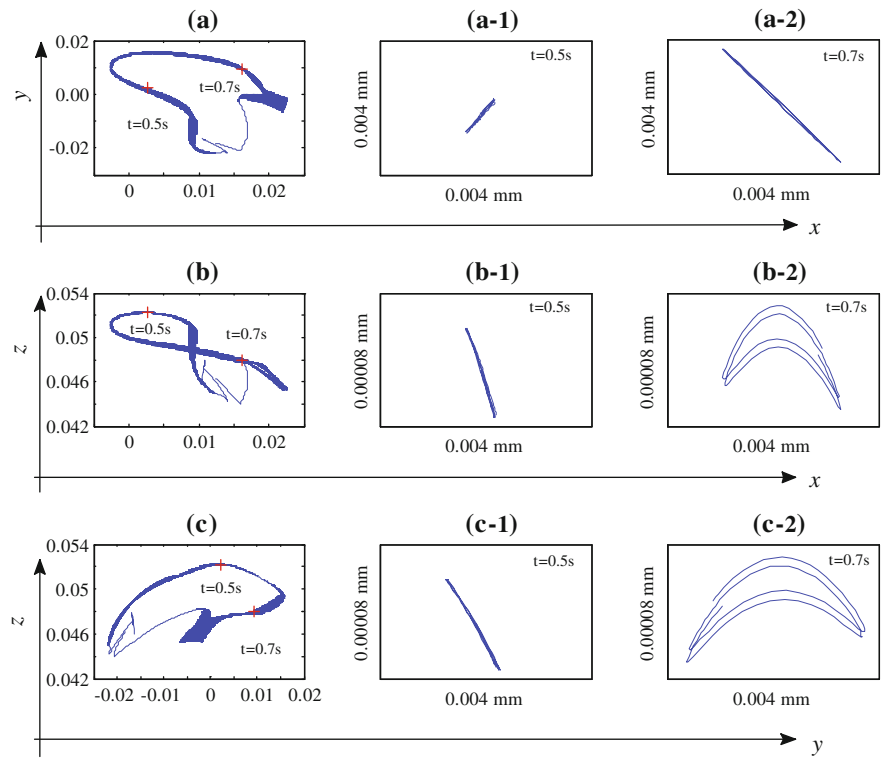 (a) (a-1) (a-2)
0.02
0.00
-0.02
y
t=0.7s
t=0.5s
0 0.01 0.02
0.004 mm
t=0.5s
0.004 mm
0.004 mm
t=0.7s
0.004 mm
x
(b) (b-1) (b-2)
0.054
0.05
0.046
0.042
z
t=0.5s t=0.7s
0 0.01 0.02
0.00008 mm
t=0.5s
0.004 mm
0.00008 mm
t=0.7s
0.004 mm
x
(c) (c-1) (c-2)
0.054
0.05
0.046
0.042
z
t=0.5s
t=0.7s
-0.02 -0.01 0 0.01 0.02
0.00008 mm
t=0.5s
0.004 mm
0.00008 mm
t=0.7s
0.004 mm
y